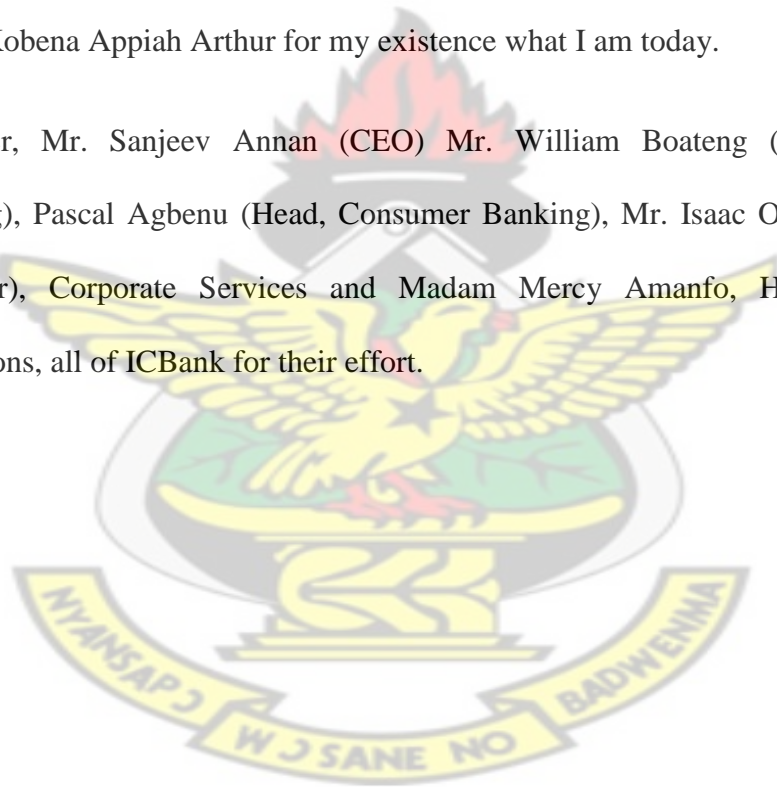 Kobena Appiah Arthur for my existence what I am today.
r, Mr. Sanjeev Annan (CEO) Mr. William Boateng (
g), Pascal Agbenu (Head, Consumer Banking), Mr. Isaac O
r), Corporate Services and Madam Mercy Amanfo, H
ons, all of ICBank for their effort.
NYANSAPƆ WƆSANE NO BADWENMA